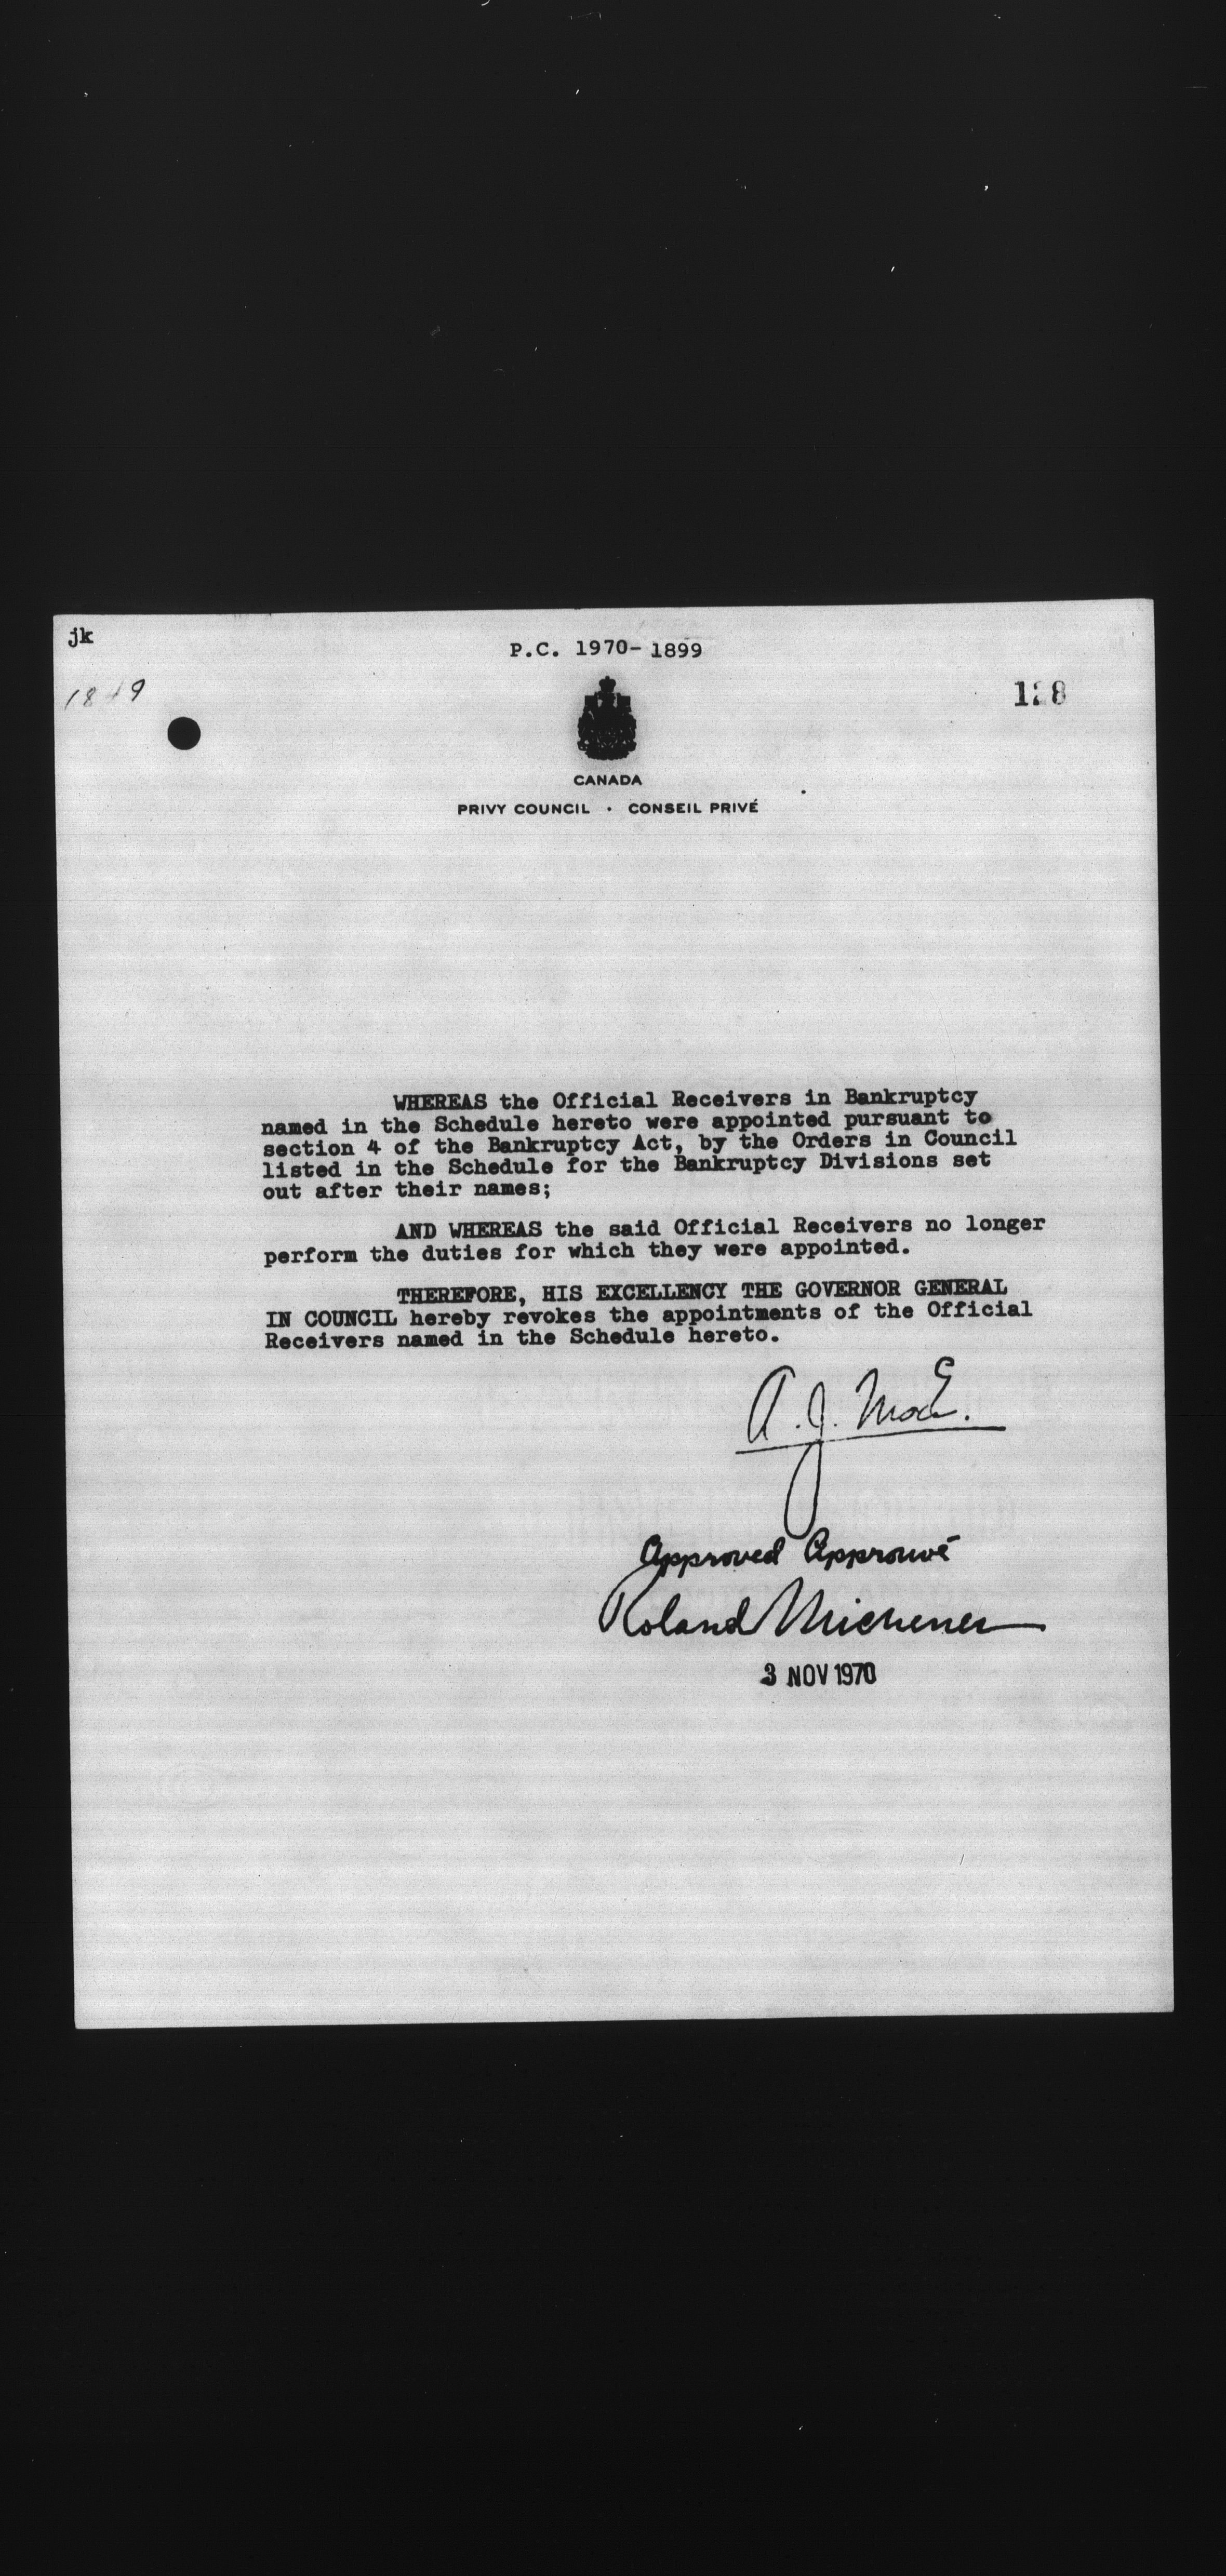 jk
P.C. 1970-1899
128
CANADA
PRIVY COUNCIL · CONSEIL PRIVÉ
WHEREAS the Official Receivers in Bankruptcy
named in the Schedule hereto were appointed pursuant to
section 4 of the Bankruptcy Act, by the Orders in Council
listed in the Schedule for the Bankruptcy Divisions set
out after their names;
AND WHEREAS the said Official Receivers no longer
perform the duties for which they were appointed.
THEREFORE, HIS EXCELLENCY THE GOVERNOR GENERAL
IN COUNCIL hereby revokes the appointments of the Official
Receivers named in the Schedule hereto.
A. J. MacE.
Approved Approuvé
Roland Michener
3 NOV 1970